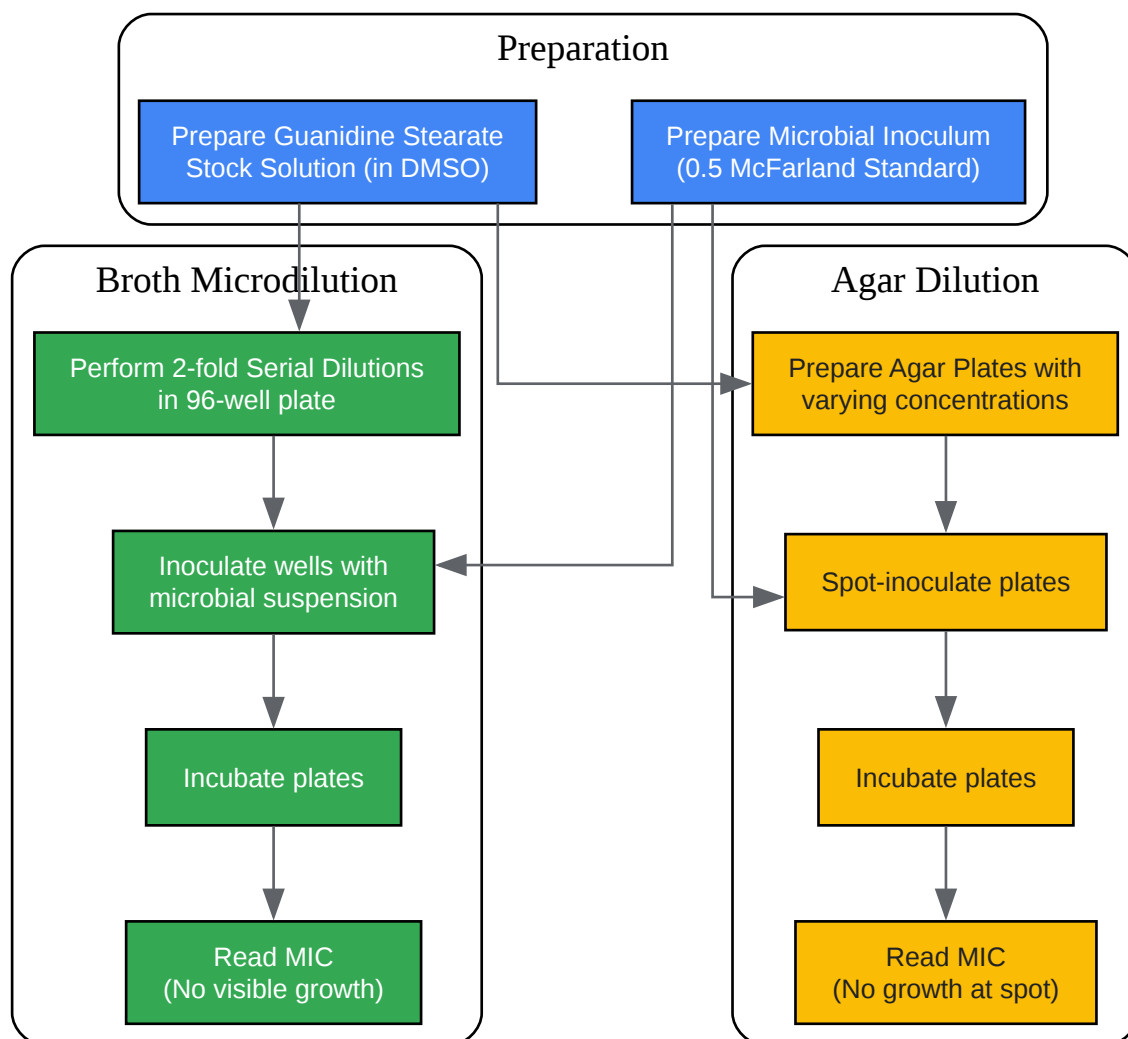 Preparation
Prepare Guanidine Stearate
Stock Solution (in DMSO)
Prepare Microbial Inoculum
(0.5 McFarland Standard)
Broth Microdilution
Perform 2-fold Serial Dilutions
in 96-well plate
Inoculate wells with
microbial suspension
Incubate plates
Read MIC
(No visible growth)
Agar Dilution
Prepare Agar Plates with
varying concentrations
Spot-inoculate plates
Incubate plates
Read MIC
(No growth at spot)